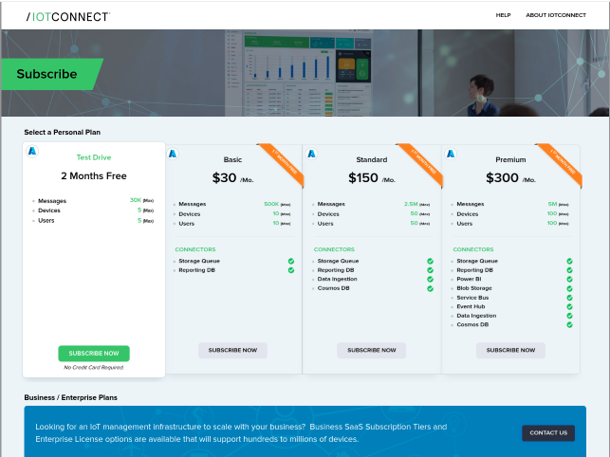 /IOTCONNECT
HELP
ABOUT IOTCONNECT
Subscribe
Select a Personal Plan
Test Drive
2 Months Free
Messages 30K (Max)
Devices 5 (Max)
Users 5 (Max)
SUBSCRIBE NOW
No Credit Card Required
Basic
$30 /Mo.
Messages 500K (Max)
Devices 10 (Max)
Users 10 (Max)
CONNECTORS
Storage Queue
Reporting DB
SUBSCRIBE NOW
Standard
$150 /Mo.
Messages 2.5M (Max)
Devices 50 (Max)
Users 50 (Max)
CONNECTORS
Storage Queue
Reporting DB
Data Ingestion
Cosmos DB
SUBSCRIBE NOW
Premium
$300 /Mo.
Messages 5M (Max)
Devices 100 (Max)
Users 100 (Max)
CONNECTORS
Storage Queue
Reporting DB
Power BI
Blob Storage
Service Bus
Event Hub
Data Ingestion
Cosmos DB
SUBSCRIBE NOW
Business / Enterprise Plans
Looking for an IoT management infrastructure to scale with your business? Business SaaS Subscription Tiers and
Enterprise License options are available that will support hundreds to millions of devices.
CONTACT US